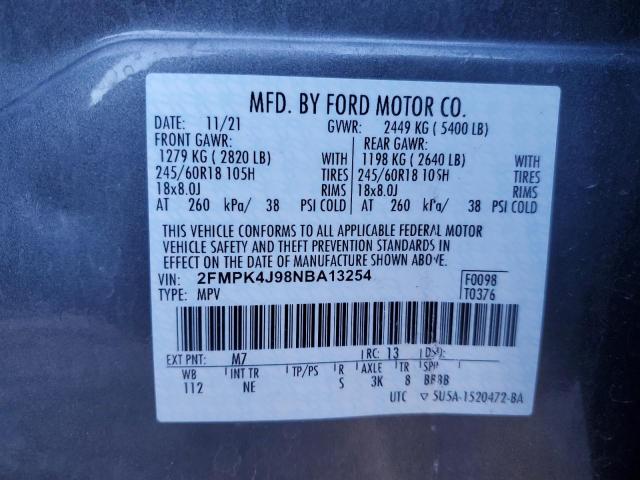 MFD. BY FORD MOTOR CO.
DATE: 11/21 GVWR: 2449 KG ( 5400 LB)
FRONT GAWR: REAR GAWR:
1279 KG ( 2820 LB) WITH 1198 KG ( 2640 LB) WITH
245/60R18 105H TIRES 245/60R18 105H TIRES
18x8.0J RIMS 18x8.0J RIMS
AT 260 kPa/ 38 PSI COLD AT 260 kPa/ 38 PSI COLD
THIS VEHICLE CONFORMS TO ALL APPLICABLE FEDERAL MOTOR
VEHICLE SAFETY AND THEFT PREVENTION STANDARDS IN
EFFECT ON THE DATE OF MANUFACTURE SHOWN ABOVE.
VIN: 2FMPK4J98NBA13254 F0098
TYPE: MPV T0376
EXT PNT: M7 RC: 13 DSO:
WB INT TR TP/PS R AXLE TR SPR
112 NE S 3K 8 BBBB
UTC ▽ 5U5A-1520472-BA